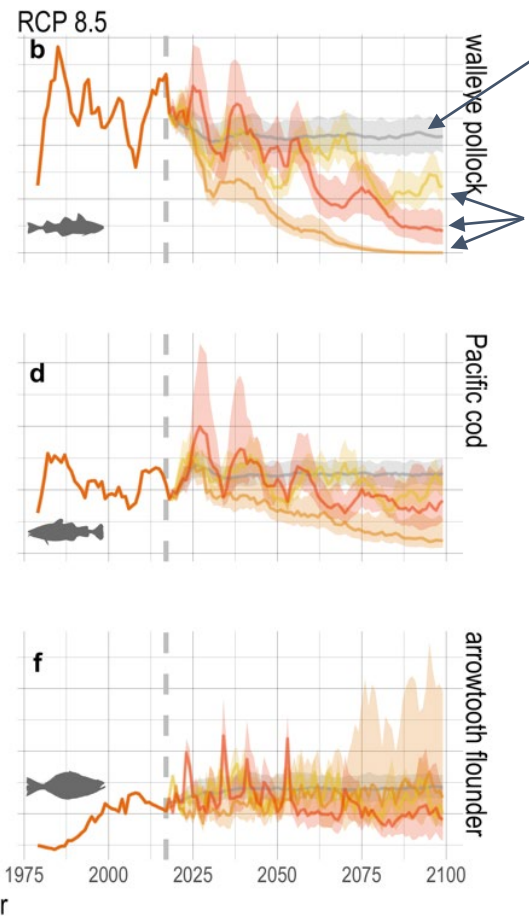 RCP 8.5
b
walleye pollock
d
Pacific cod
f
arrowtooth flounder
1975 2000 2025 2050 2075 2100
r